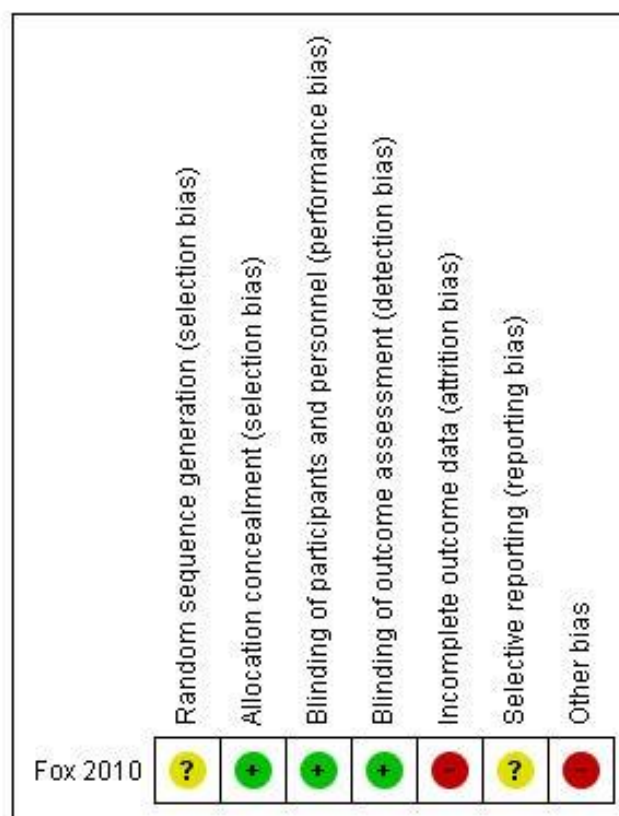 Random sequence generation (selection bias)
Allocation concealment (selection bias)
Blinding of participants and personnel (performance bias)
Blinding of outcome assessment (detection bias)
Incomplete outcome data (attrition bias)
Selective reporting (reporting bias)
Other bias
Fox 2010 ? + + + - ? -